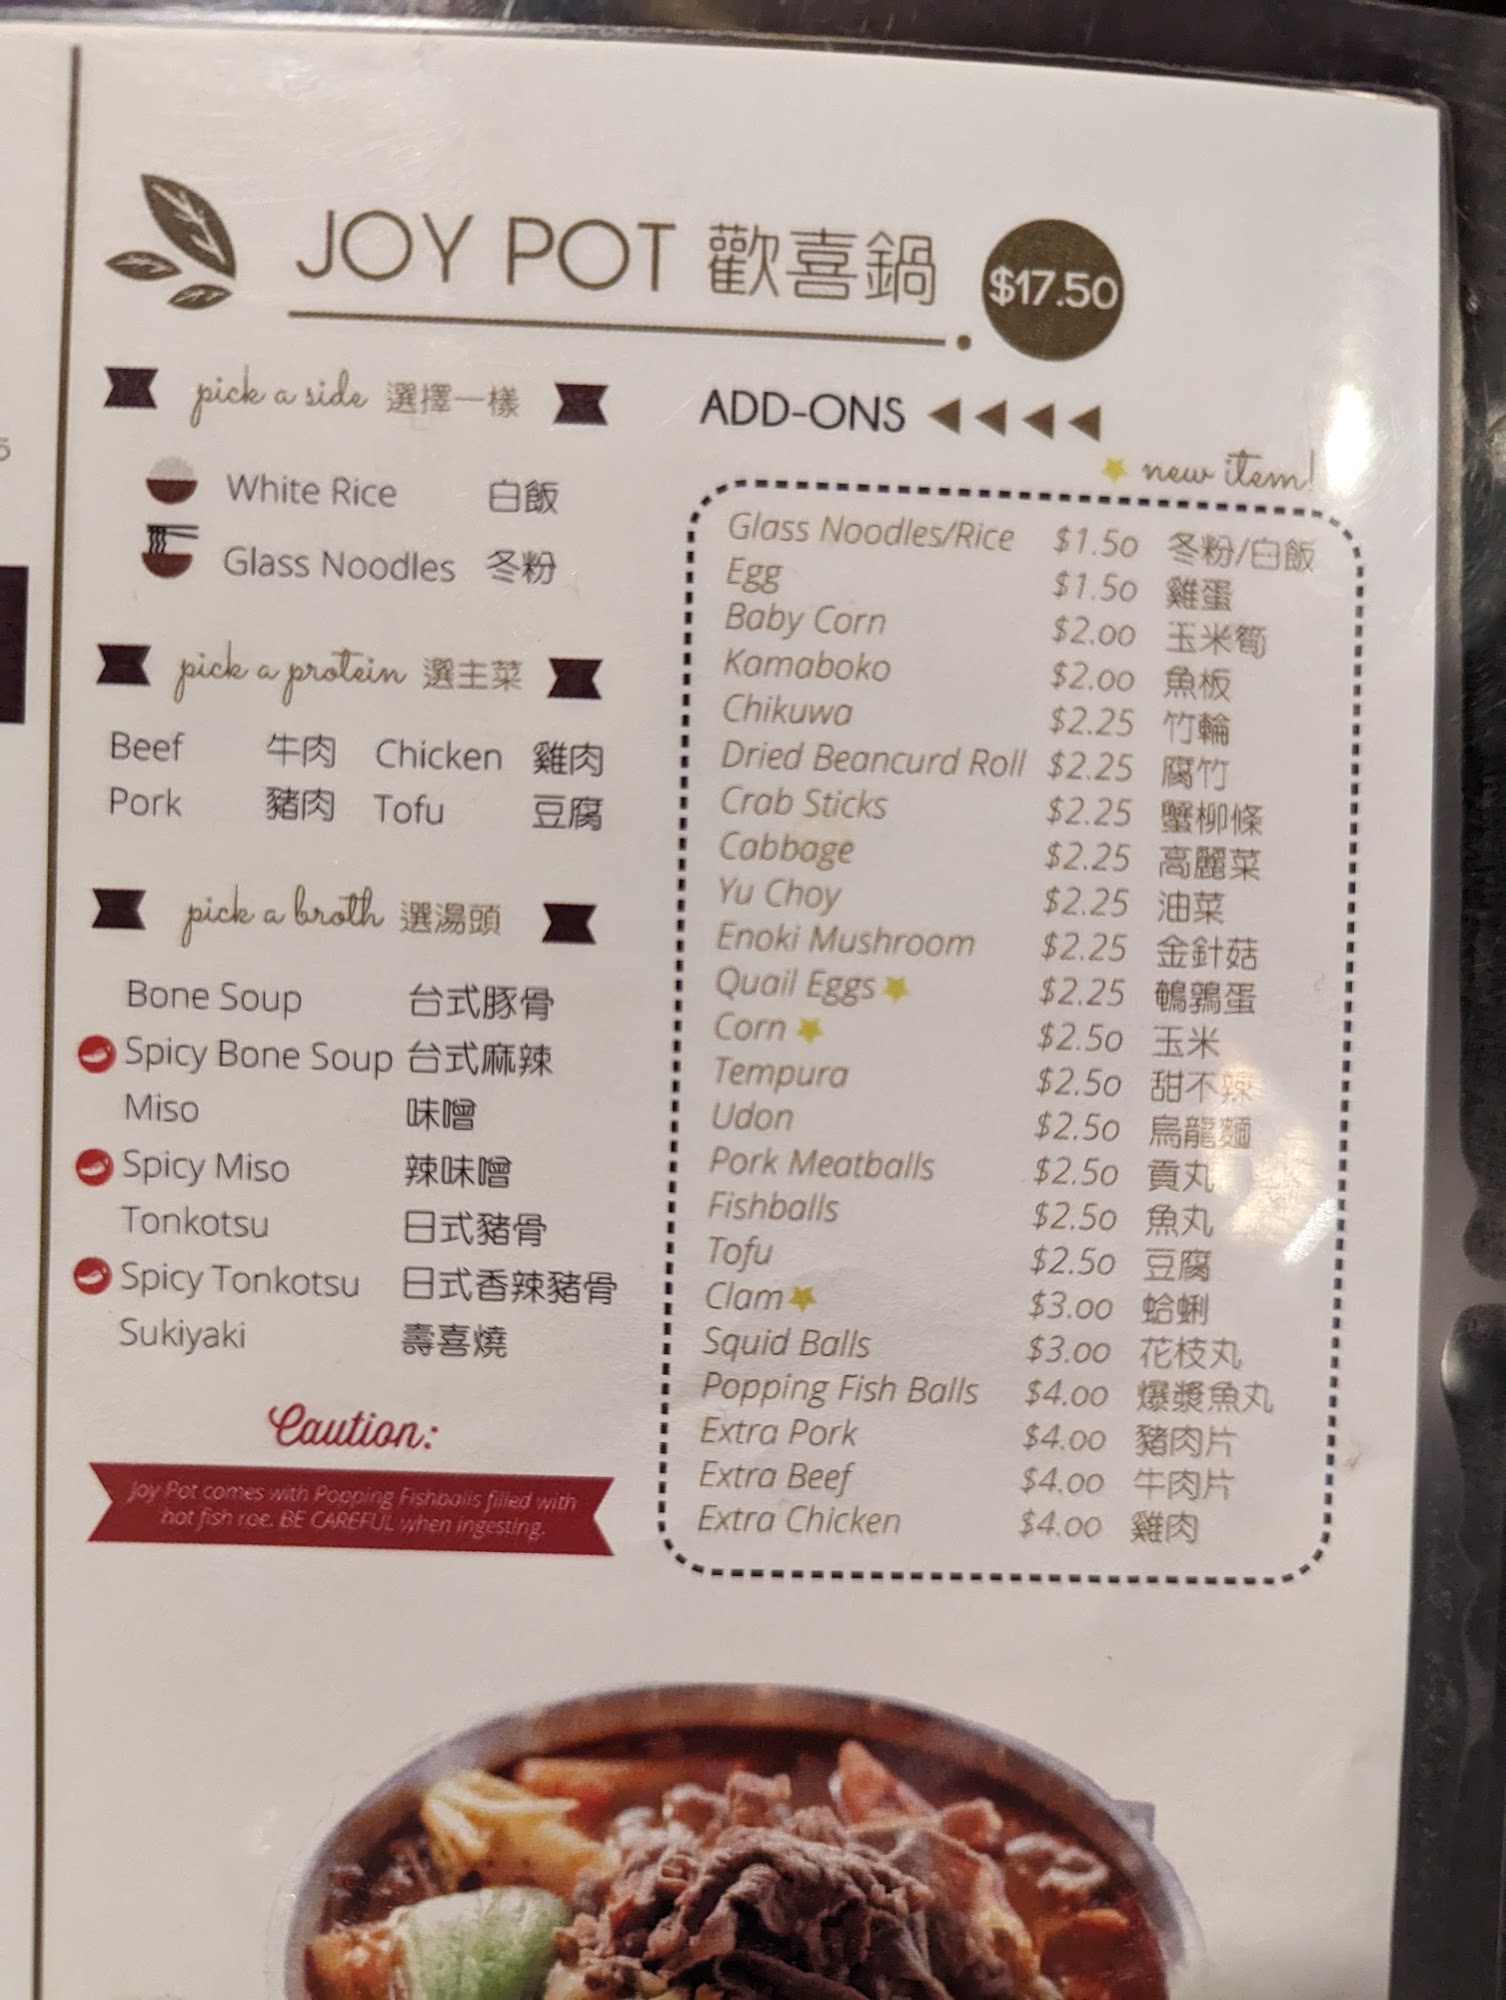 JOY POT 歡喜鍋 $17.50
pick a side 選擇一樣
White Rice 白飯
Glass Noodles 冬粉
pick a protein 選主菜
Beef 牛肉 Chicken 雞肉
Pork 豬肉 Tofu 豆腐
pick a broth 選湯頭
Bone Soup 台式豚骨
Spicy Bone Soup 台式麻辣
Miso 味噌
Spicy Miso 辣味噌
Tonkotsu 日式豬骨
Spicy Tonkotsu 日式香辣豬骨
Sukiyaki 壽喜燒
Caution:
Joy Pot comes with Popping Fishballs filled with
hot fish roe. BE CAREFUL when ingesting.
ADD-ONS
new item!
Glass Noodles/Rice $1.50 冬粉/白飯
Egg $1.50 雞蛋
Baby Corn $2.00 玉米筍
Kamaboko $2.00 魚板
Chikuwa $2.25 竹輪
Dried Beancurd Roll $2.25 腐竹
Crab Sticks $2.25 蟹柳條
Cabbage $2.25 高麗菜
Yu Choy $2.25 油菜
Enoki Mushroom $2.25 金針菇
Quail Eggs $2.25 鵪鶉蛋
Corn $2.50 玉米
Tempura $2.50 甜不辣
Udon $2.50 烏龍麵
Pork Meatballs $2.50 貢丸
Fishballs $2.50 魚丸
Tofu $2.50 豆腐
Clam $3.00 蛤蜊
Squid Balls $3.00 花枝丸
Popping Fish Balls $4.00 爆漿魚丸
Extra Pork $4.00 豬肉片
Extra Beef $4.00 牛肉片
Extra Chicken $4.00 雞肉